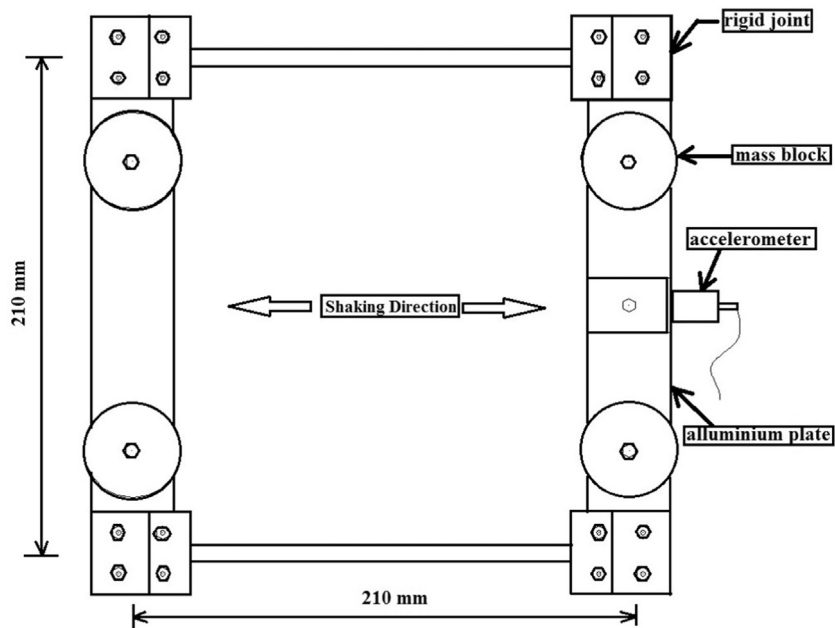 rigid joint
mass block
accelerometer
210 mm
Shaking Direction
alluminium plate
210 mm